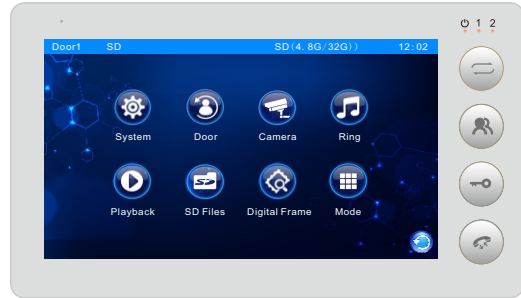 1 2
Door1 SD SD(4.8G/32G)) 12:02
System Door Camera Ring
SD
Playback SD Files Digital Frame Mode